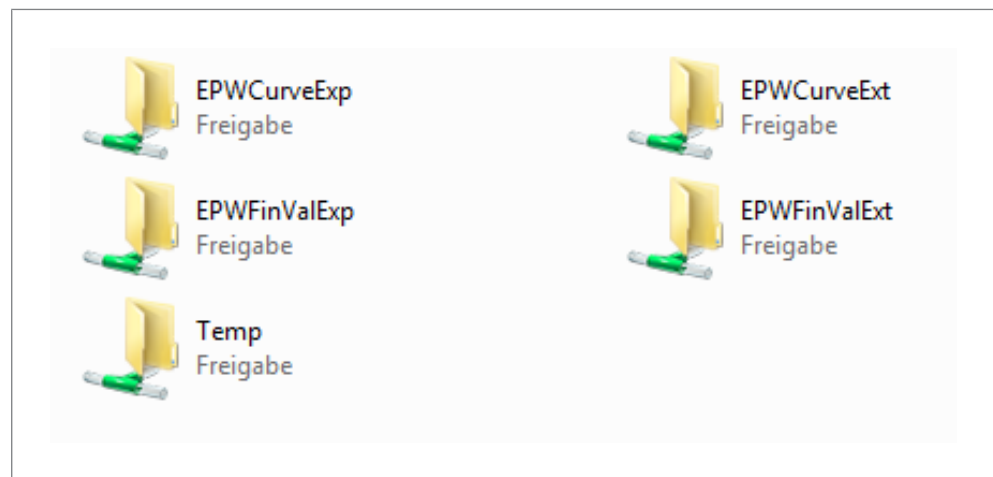 EPWCurveExp
Freigabe
EPWCurveExt
Freigabe
EPWFinValExp
Freigabe
EPWFinValExt
Freigabe
Temp
Freigabe